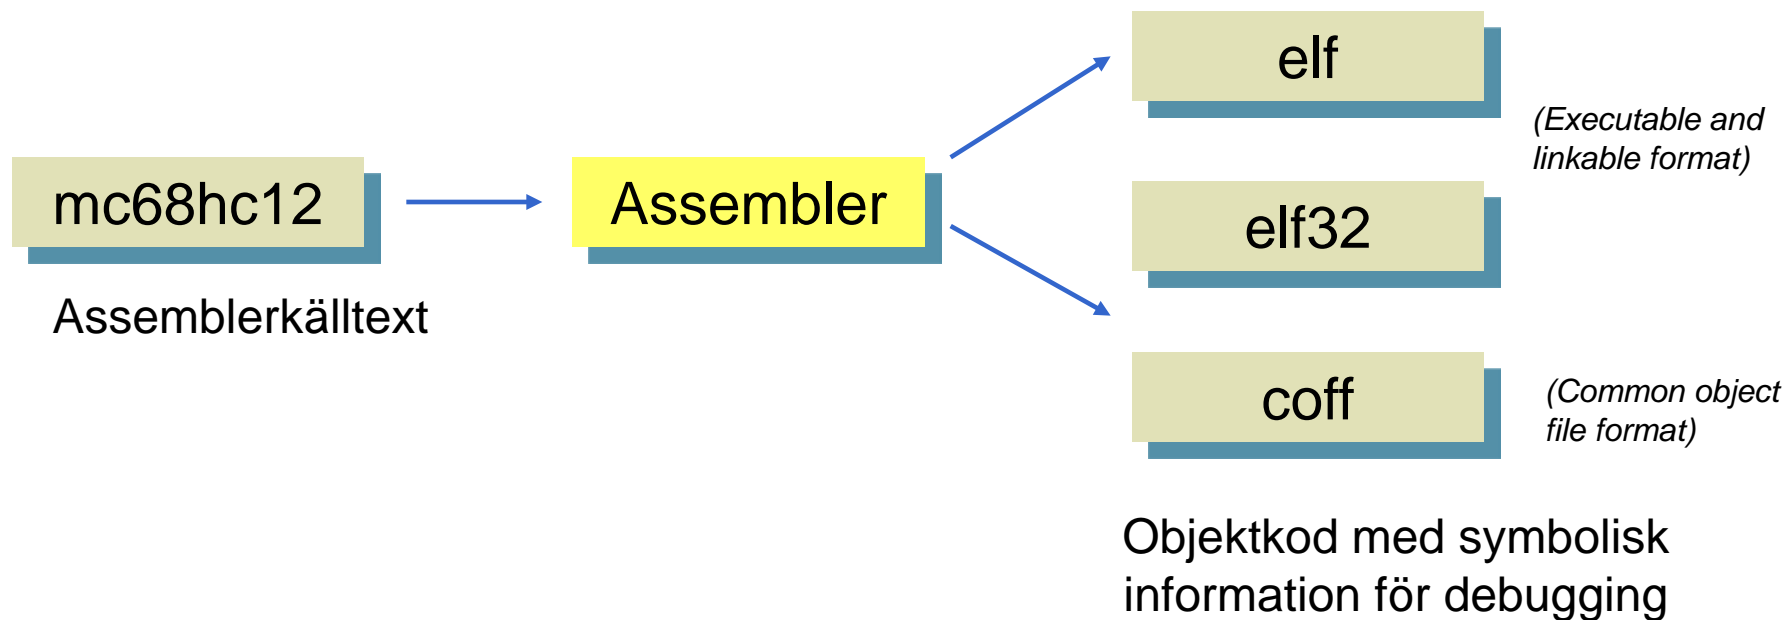 elf
(Executable and
linkable format)
mc68hc12
Assembler
elf32
Assemblerkälltext
coff
(Common object
file format)
Objektkod med symbolisk
information för debugging